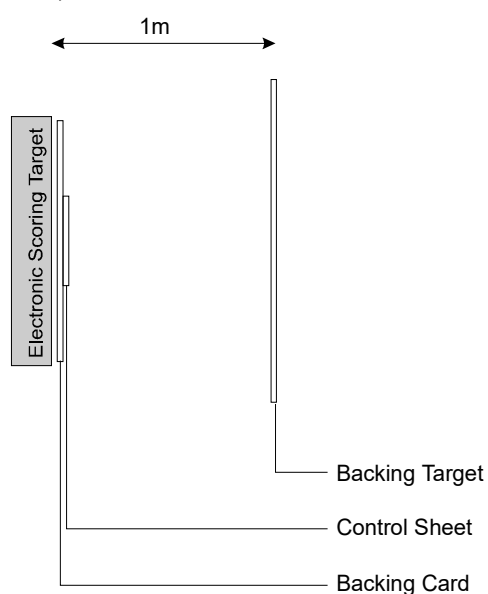 1m
Electronic Scoring Target
Backing Target
Control Sheet
Backing Card